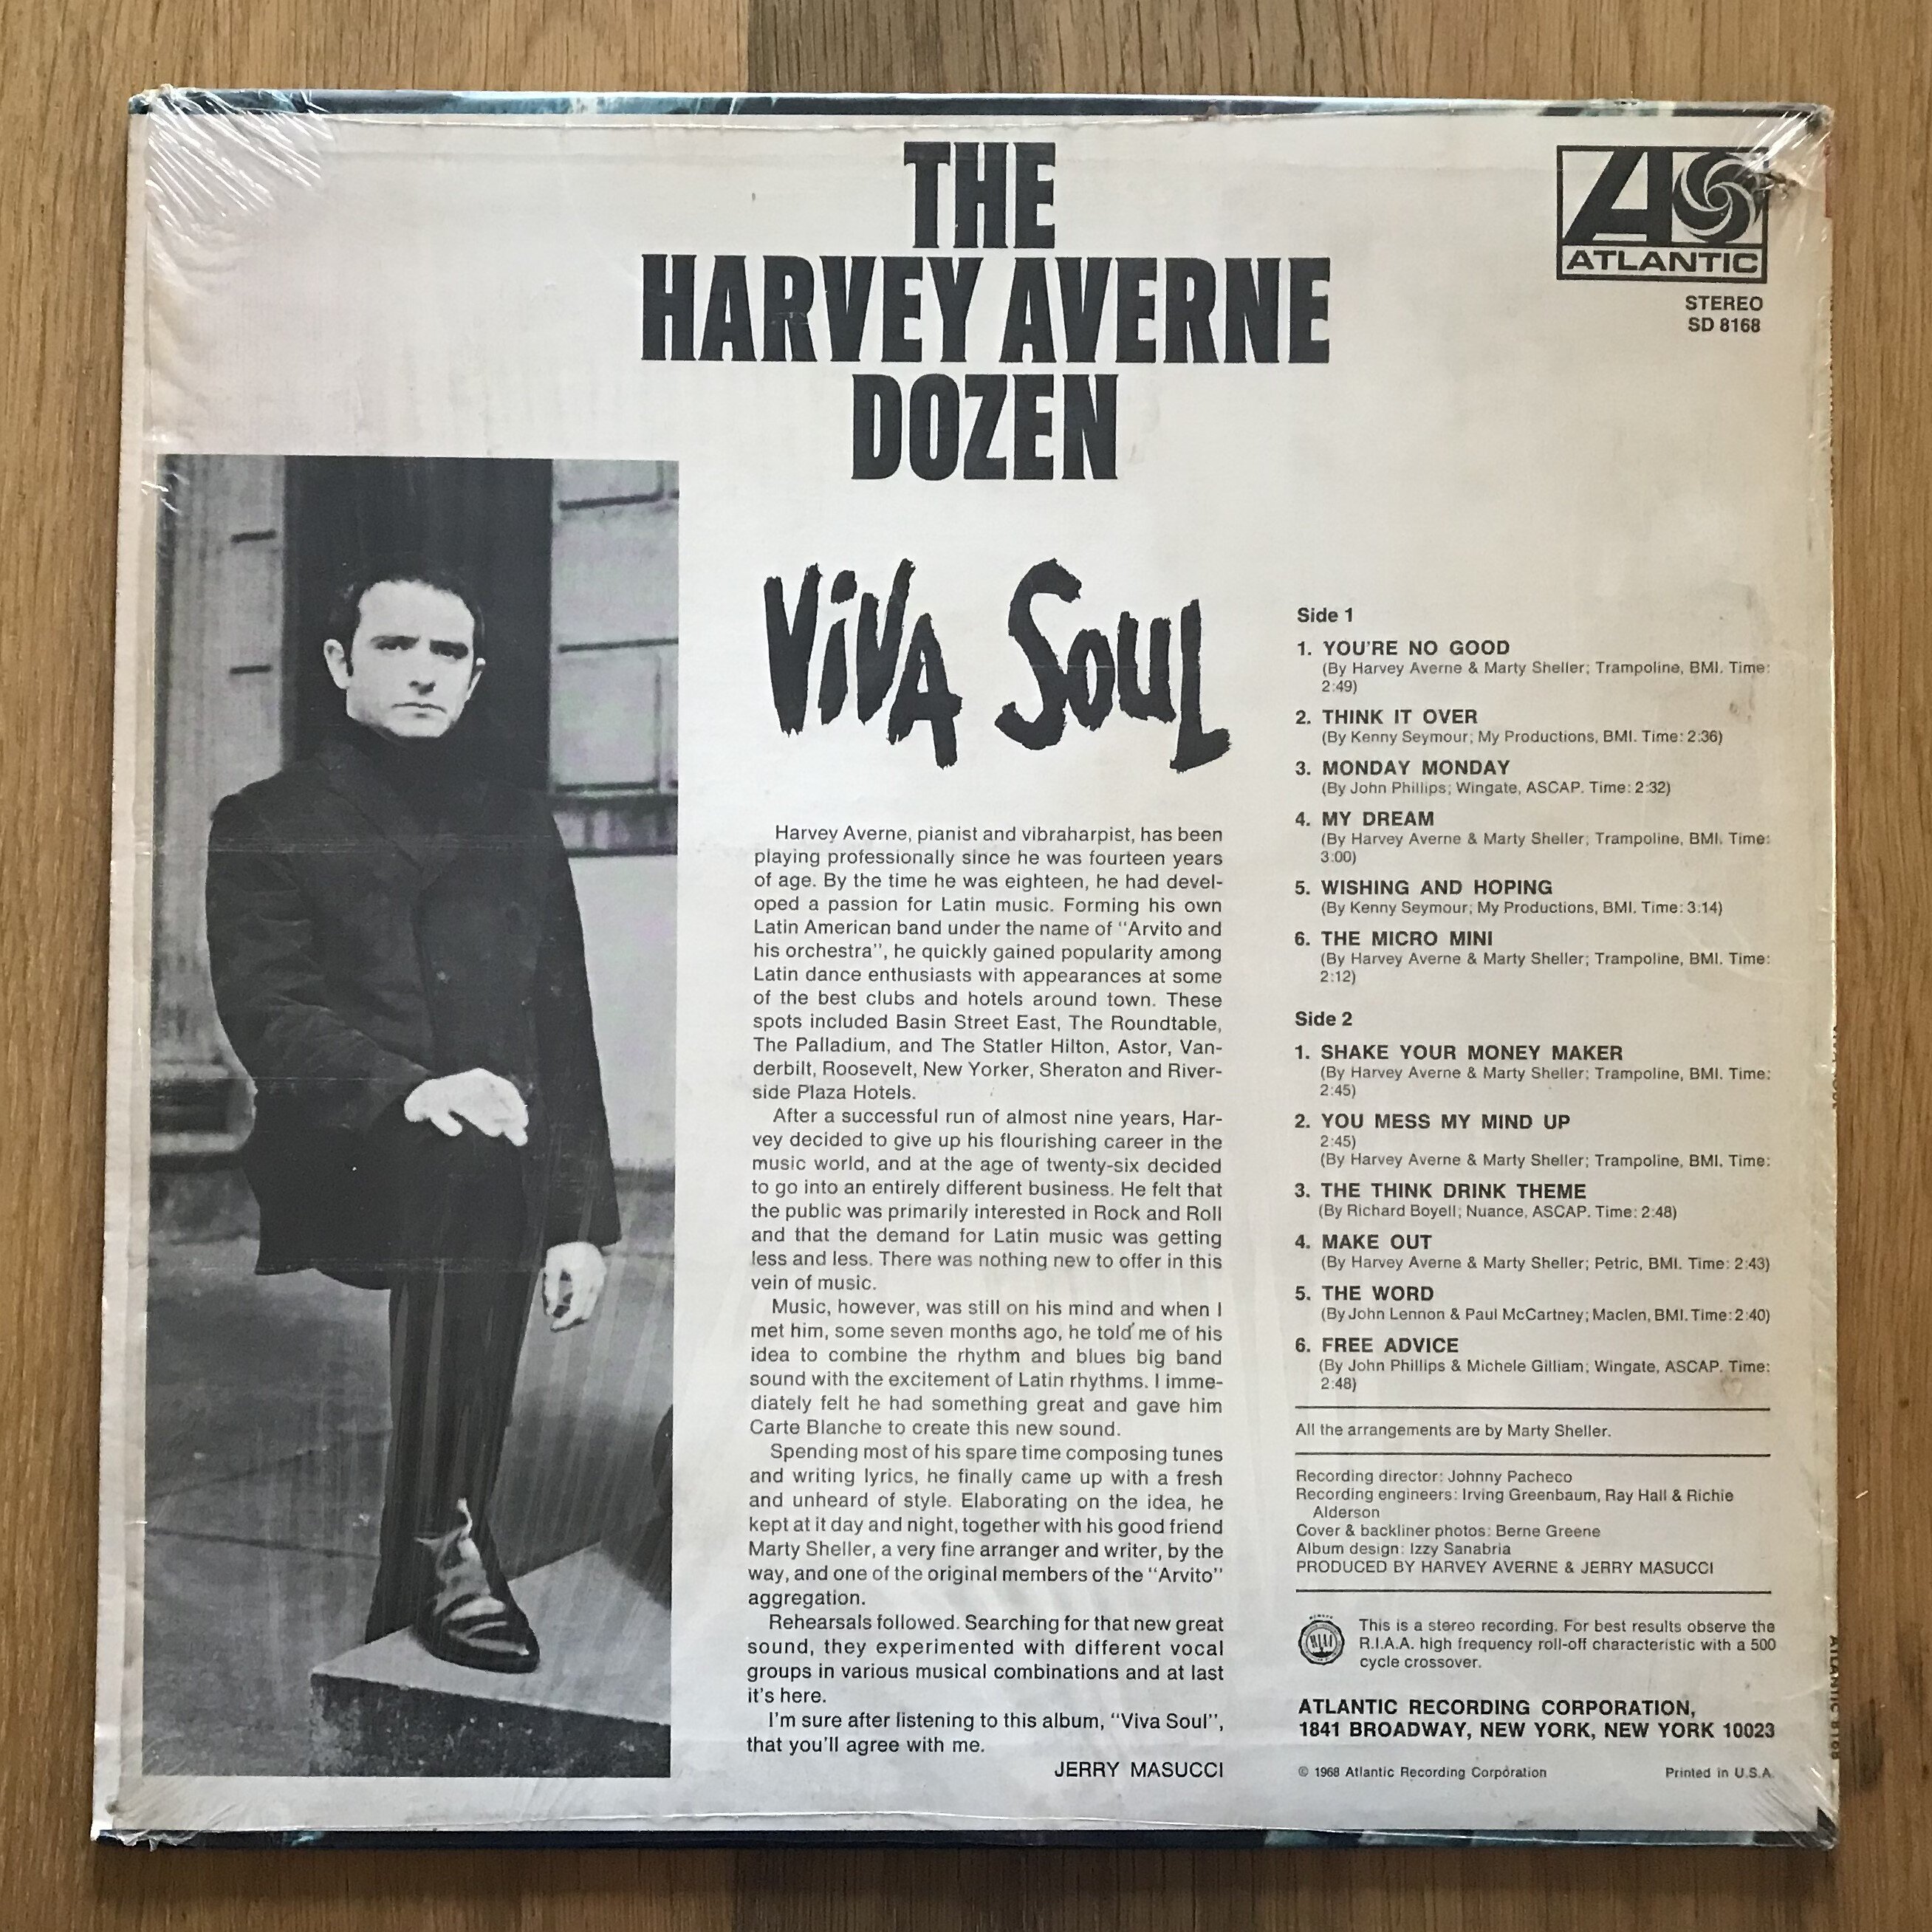 THE
HARVEY AVERNE
DOZEN
ATLANTIC
STEREO
SD 8168
VIVA SOUL
Harvey Averne, pianist and vibraharpist, has been
playing professionally since he was fourteen years
of age. By the time he was eighteen, he had devel-
oped a passion for Latin music. Forming his own
Latin American band under the name of "Arvito and
his orchestra", he quickly gained popularity among
Latin dance enthusiasts with appearances at some
of the best clubs and hotels around town. These
spots included Basin Street East, The Roundtable,
The Palladium, and The Statler Hilton, Astor, Van-
derbilt, Roosevelt, New Yorker, Sheraton and River-
side Plaza Hotels.
After a successful run of almost nine years, Har-
vey decided to give up his flourishing career in the
music world, and at the age of twenty-six decided
to go into an entirely different business. He felt that
the public was primarily interested in Rock and Roll
and that the demand for Latin music was getting
less and less. There was nothing new to offer in this
vein of music.
Music, however, was still on his mind and when I
met him, some seven months ago, he told me of his
idea to combine the rhythm and blues big band
sound with the excitement of Latin rhythms. I imme-
diately felt he had something great and gave him
Carte Blanche to create this new sound.
Spending most of his spare time composing tunes
and writing lyrics, he finally came up with a fresh
and unheard of style. Elaborating on the idea, he
kept at it day and night, together with his good friend
Marty Sheller, a very fine arranger and writer, by the
way, and one of the original members of the "Arvito"
aggregation.
Rehearsals followed. Searching for that new great
sound, they experimented with different vocal
groups in various musical combinations and at last
it's here.
I'm sure after listening to this album, "Viva Soul",
that you'll agree with me.
JERRY MASUCCI
Side 1
1. YOU'RE NO GOOD
(By Harvey Averne & Marty Sheller; Trampoline, BMI. Time:
2:49)
2. THINK IT OVER
(By Kenny Seymour; My Productions, BMI. Time: 2:36)
3. MONDAY MONDAY
(By John Phillips; Wingate, ASCAP. Time: 2:32)
4. MY DREAM
(By Harvey Averne & Marty Sheller; Trampoline, BMI. Time:
3:00)
5. WISHING AND HOPING
(By Kenny Seymour; My Productions, BMI. Time: 3:14)
6. THE MICRO MINI
(By Harvey Averne & Marty Sheller; Trampoline, BMI. Time:
2:12)
Side 2
1. SHAKE YOUR MONEY MAKER
(By Harvey Averne & Marty Sheller; Trampoline, BMI. Time:
2:45)
2. YOU MESS MY MIND UP
2:45)
(By Harvey Averne & Marty Sheller; Trampoline, BMI. Time:
3. THE THINK DRINK THEME
(By Richard Boyell; Nuance, ASCAP. Time: 2:48)
4. MAKE OUT
(By Harvey Averne & Marty Sheller; Petric, BMI. Time: 2:43)
5. THE WORD
(By John Lennon & Paul McCartney; Maclen, BMI. Time: 2:40)
6. FREE ADVICE
(By John Phillips & Michele Gilliam; Wingate, ASCAP. Time:
2:48)
All the arrangements are by Marty Sheller.
Recording director: Johnny Pacheco
Recording engineers: Irving Greenbaum, Ray Hall & Richie
Alderson
Cover & backliner photos: Berne Greene
Album design: Izzy Sanabria
PRODUCED BY HARVEY AVERNE & JERRY MASUCCI
This is a stereo recording. For best results observe the
R.I.A.A. high frequency roll-off characteristic with a 500
cycle crossover.
ATLANTIC RECORDING CORPORATION,
1841 BROADWAY, NEW YORK, NEW YORK 10023
© 1968 Atlantic Recording Corporation
Printed in U.S.A.
ATLANTIC 8168